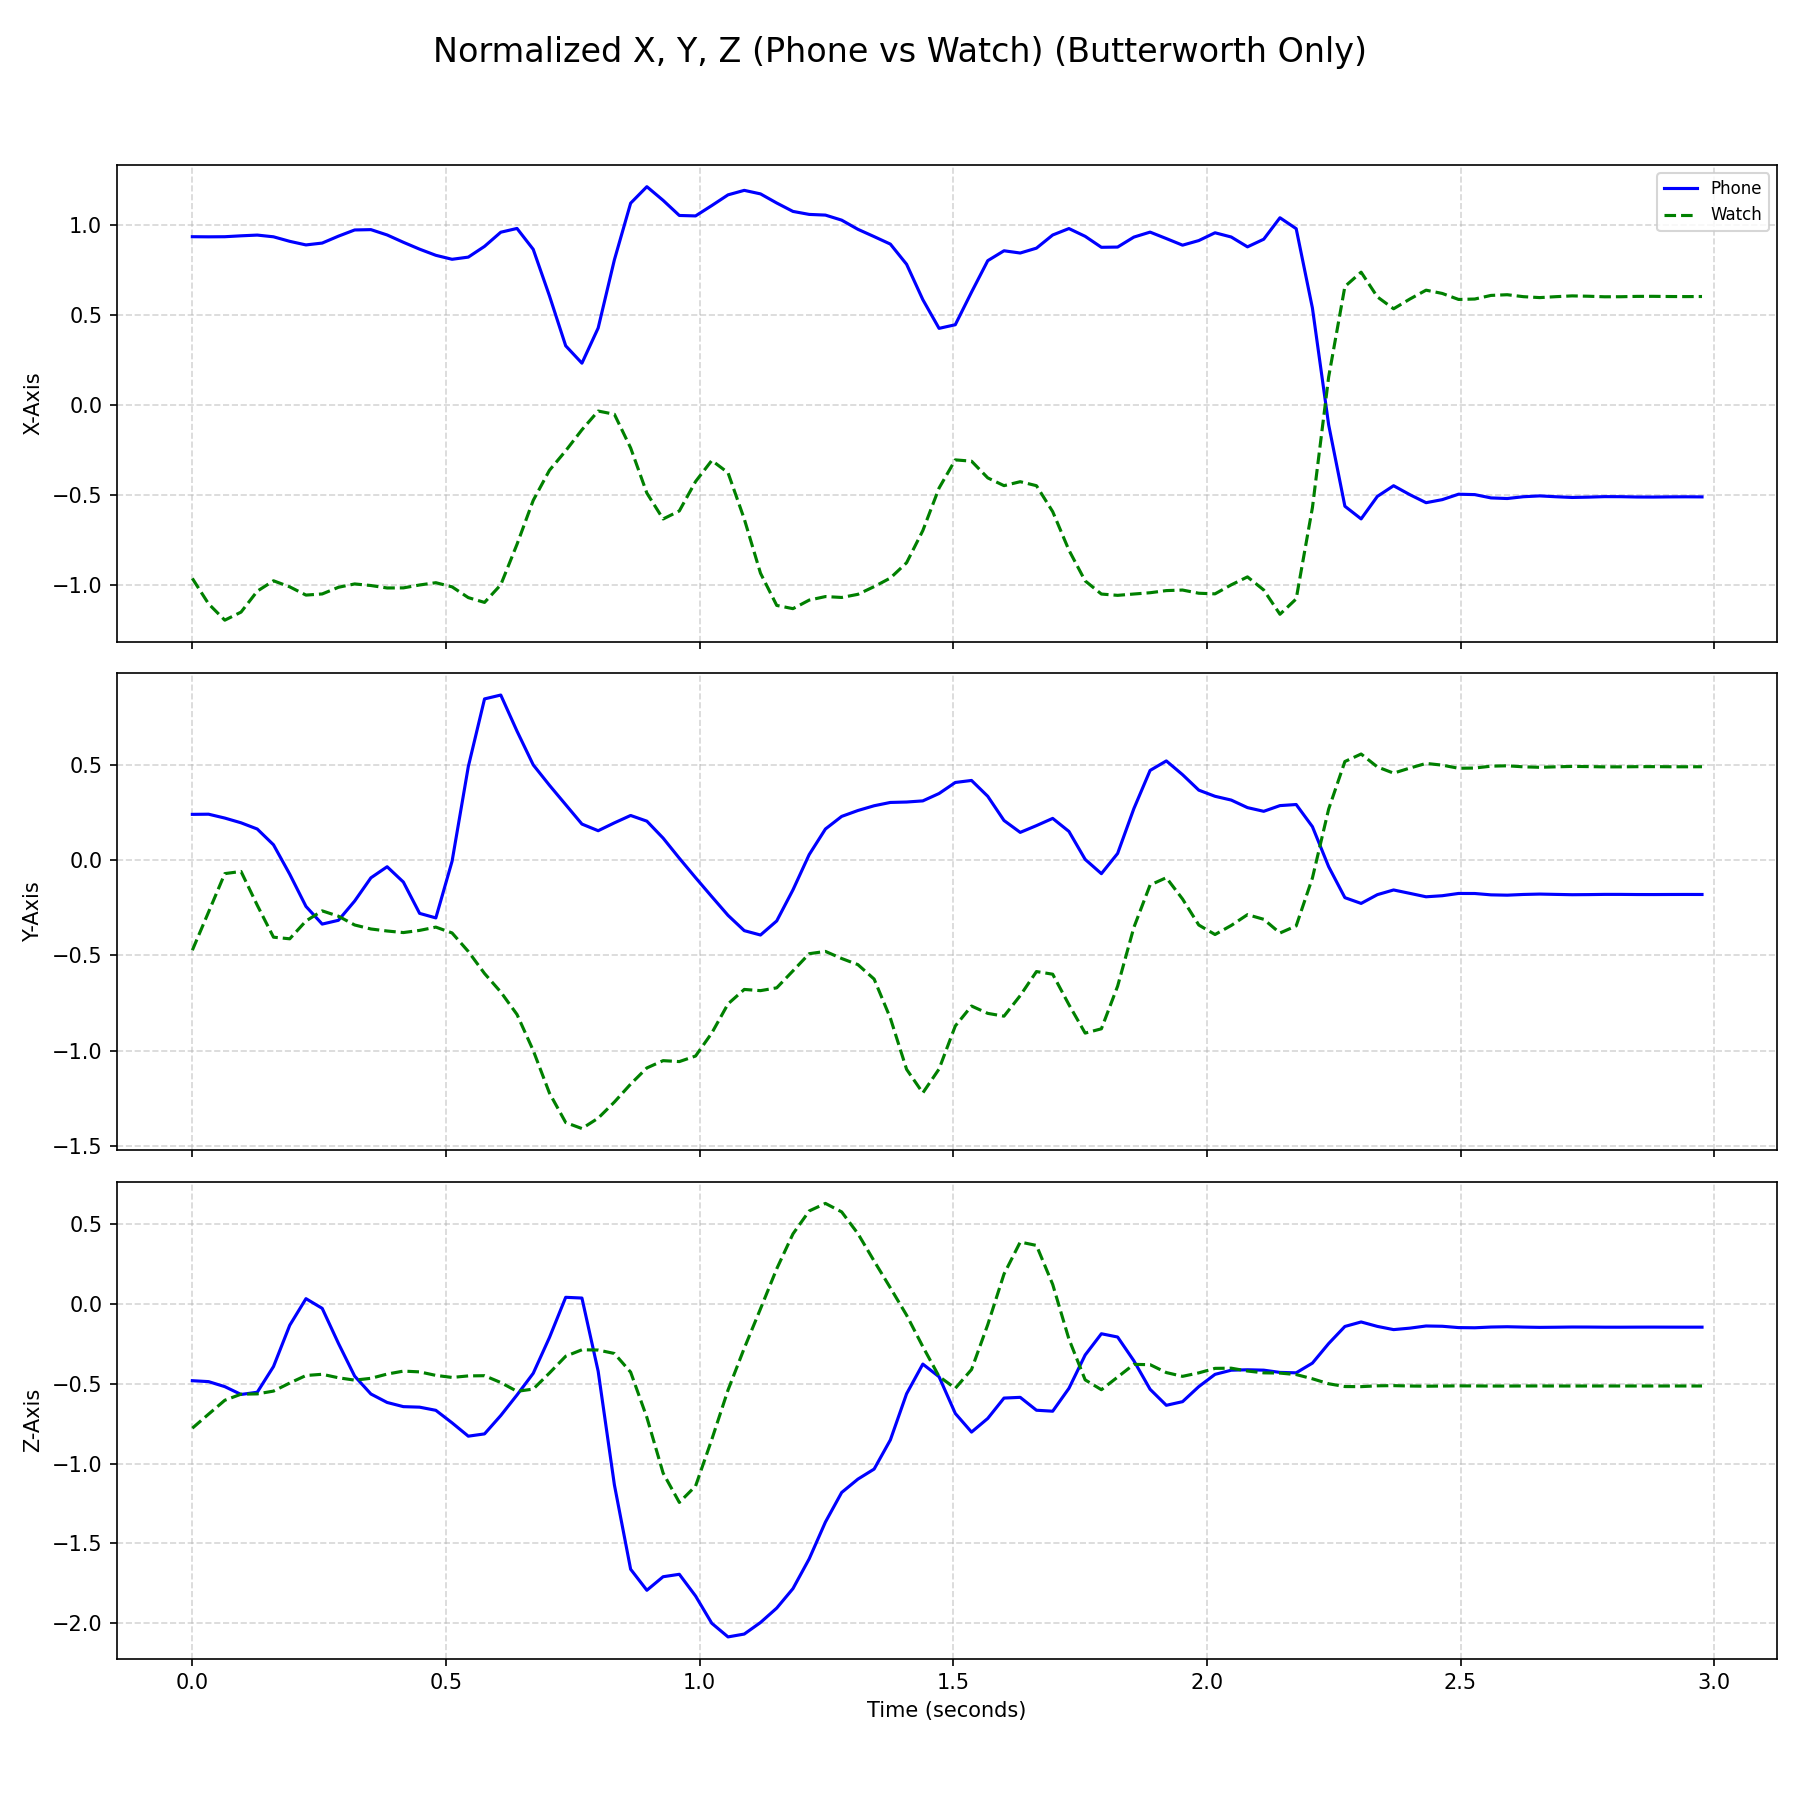 Normalized X, Y, Z (Phone vs Watch) (Butterworth Only)
Phone
Watch
1.0
0.5
0.0
−0.5
−1.0
X-Axis
0.5
0.0
−0.5
−1.0
−1.5
Y-Axis
0.5
0.0
−0.5
−1.0
−1.5
−2.0
Z-Axis
0.0 0.5 1.0 1.5 2.0 2.5 3.0
Time (seconds)